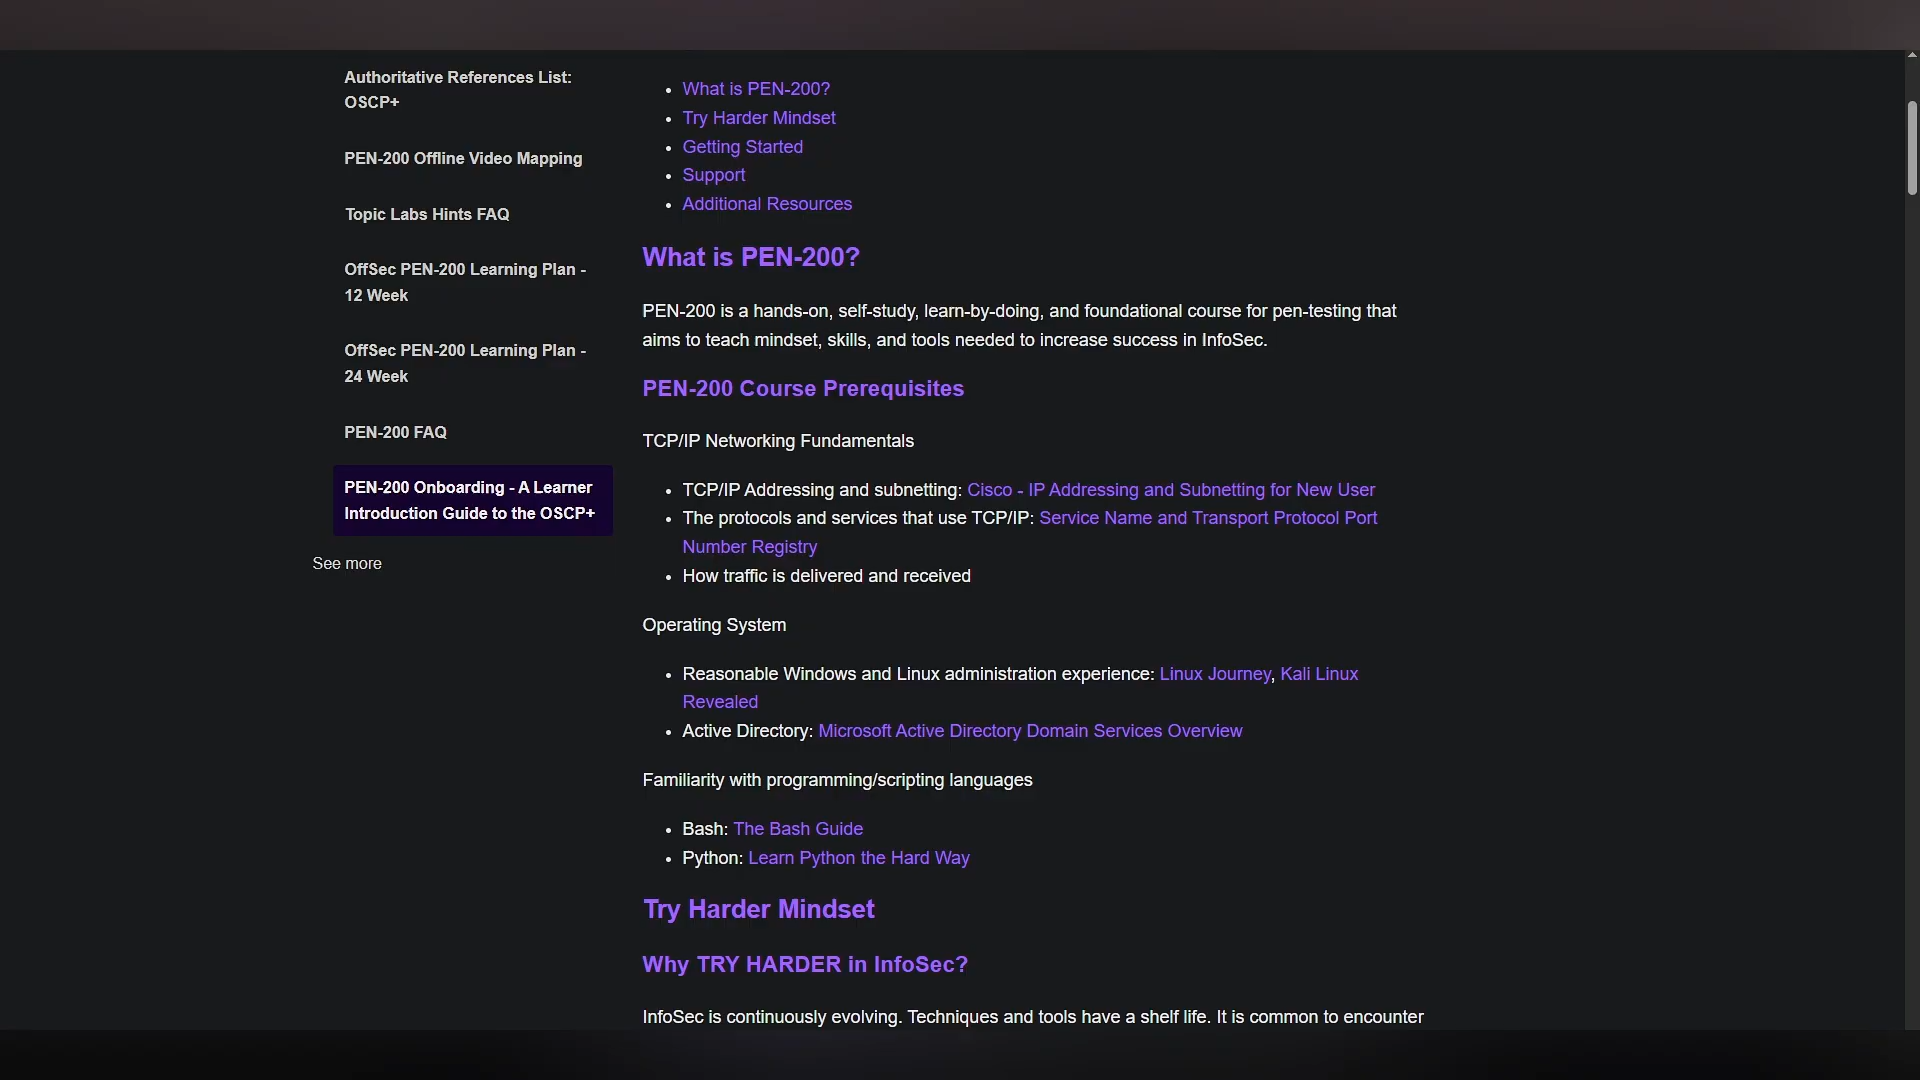 Authoritative References List:
OSCP+
PEN-200 Offline Video Mapping
Topic Labs Hints FAQ
OffSec PEN-200 Learning Plan -
12 Week
OffSec PEN-200 Learning Plan -
24 Week
PEN-200 FAQ
PEN-200 Onboarding - A Learner
Introduction Guide to the OSCP+
See more
What is PEN-200?
Try Harder Mindset
Getting Started
Support
Additional Resources
What is PEN-200?
PEN-200 is a hands-on, self-study, learn-by-doing, and foundational course for pen-testing that
aims to teach mindset, skills, and tools needed to increase success in InfoSec.
PEN-200 Course Prerequisites
TCP/IP Networking Fundamentals
TCP/IP Addressing and subnetting: Cisco - IP Addressing and Subnetting for New User
The protocols and services that use TCP/IP: Service Name and Transport Protocol Port
Number Registry
How traffic is delivered and received
Operating System
Reasonable Windows and Linux administration experience: Linux Journey, Kali Linux
Revealed
Active Directory: Microsoft Active Directory Domain Services Overview
Familiarity with programming/scripting languages
Bash: The Bash Guide
Python: Learn Python the Hard Way
Try Harder Mindset
Why TRY HARDER in InfoSec?
InfoSec is continuously evolving. Techniques and tools have a shelf life. It is common to encounter